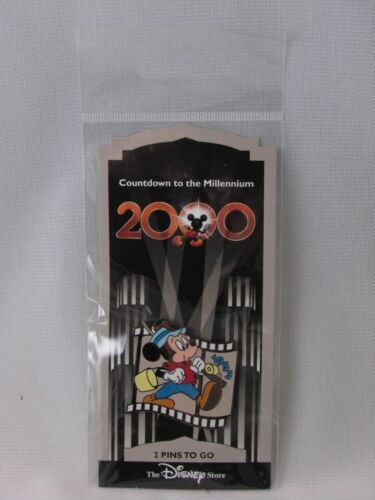 Countdown to the Millennium
2000
2 PINS TO GO
The Disney Store